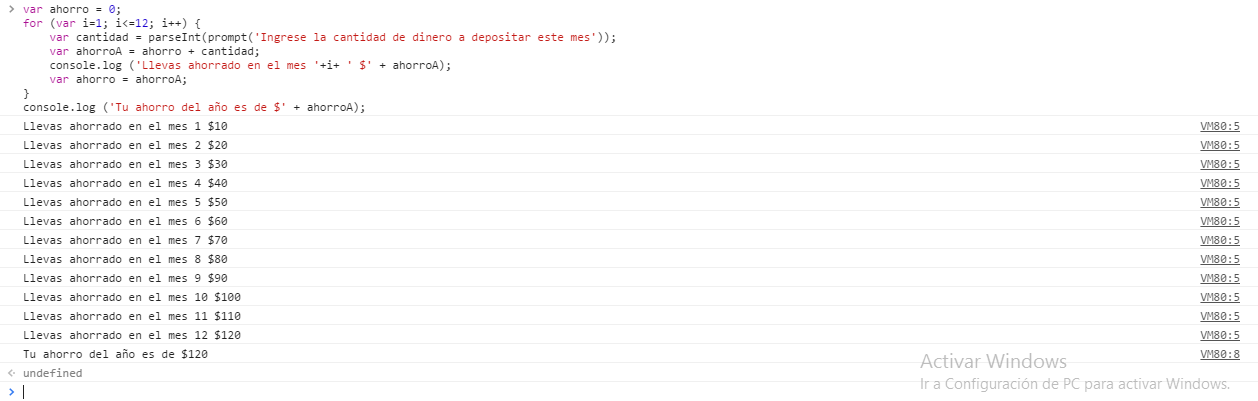 > var ahorro = 0;
for (var i=1; i<=12; i++) {
    var cantidad = parseInt(prompt('Ingrese la cantidad de dinero a depositar este mes'));
    var ahorroA = ahorro + cantidad;
    console.log ('Llevas ahorrado en el mes '+i+ ' $' + ahorroA);
    var ahorro = ahorroA;
}
console.log ('Tu ahorro del año es de $' + ahorroA);
Llevas ahorrado en el mes 1 $10 VM80:5
Llevas ahorrado en el mes 2 $20 VM80:5
Llevas ahorrado en el mes 3 $30 VM80:5
Llevas ahorrado en el mes 4 $40 VM80:5
Llevas ahorrado en el mes 5 $50 VM80:5
Llevas ahorrado en el mes 6 $60 VM80:5
Llevas ahorrado en el mes 7 $70 VM80:5
Llevas ahorrado en el mes 8 $80 VM80:5
Llevas ahorrado en el mes 9 $90 VM80:5
Llevas ahorrado en el mes 10 $100 VM80:5
Llevas ahorrado en el mes 11 $110 VM80:5
Llevas ahorrado en el mes 12 $120 VM80:5
Tu ahorro del año es de $120 VM80:8
undefined
>
Activar Windows
Ir a Configuración de PC para activar Windows.